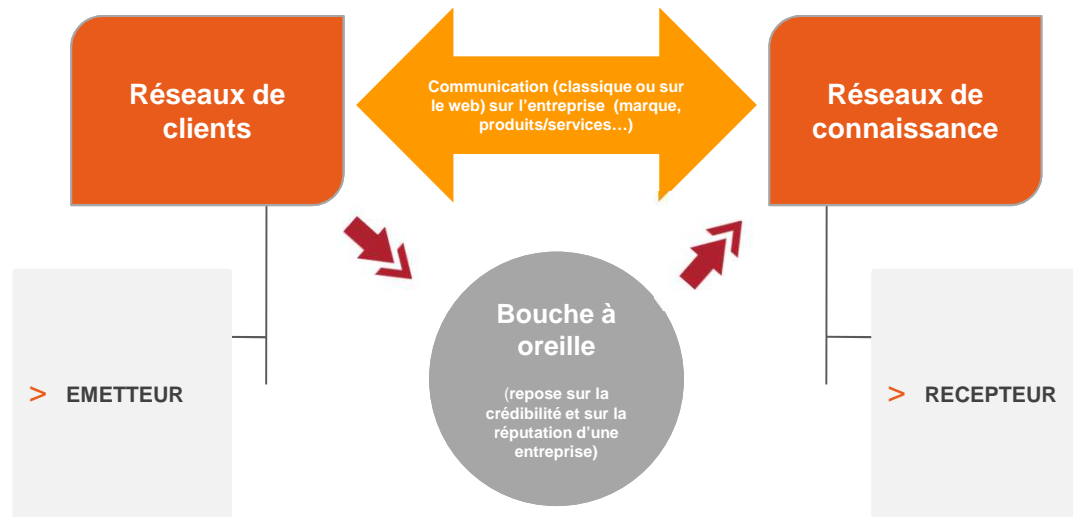 Réseaux de
clients
Communication (classique ou sur
le web) sur l'entreprise (marque,
produits/services…)
Réseaux de
connaissance
Bouche à
oreille
(repose sur la
crédibilité et sur la
réputation d'une
entreprise)
> EMETTEUR
> RECEPTEUR